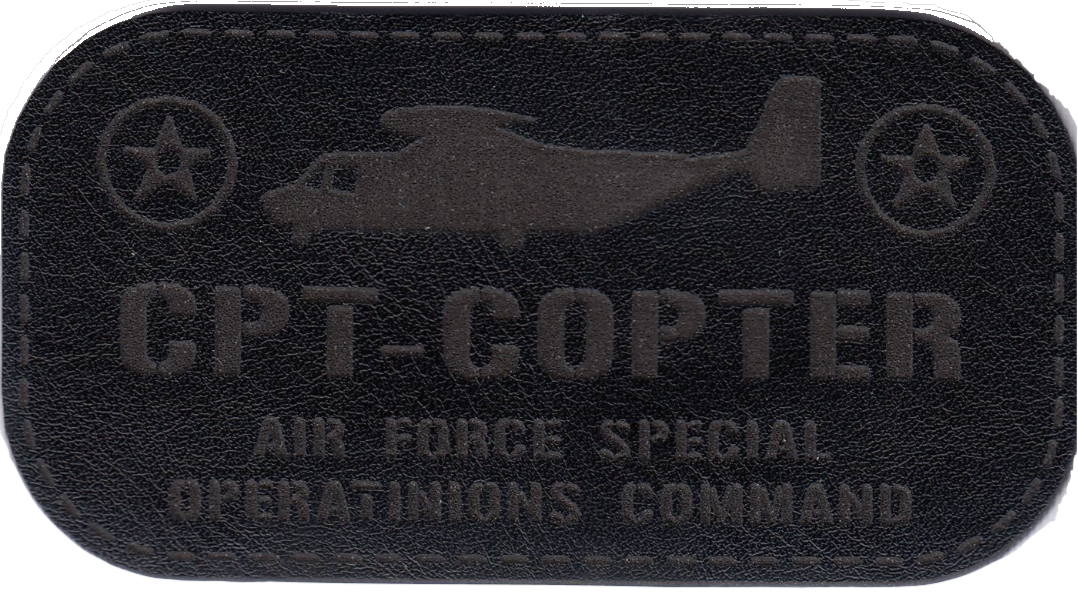 CPT-COPTER
AIR FORCE SPECIAL
OPERATINIONS COMMAND